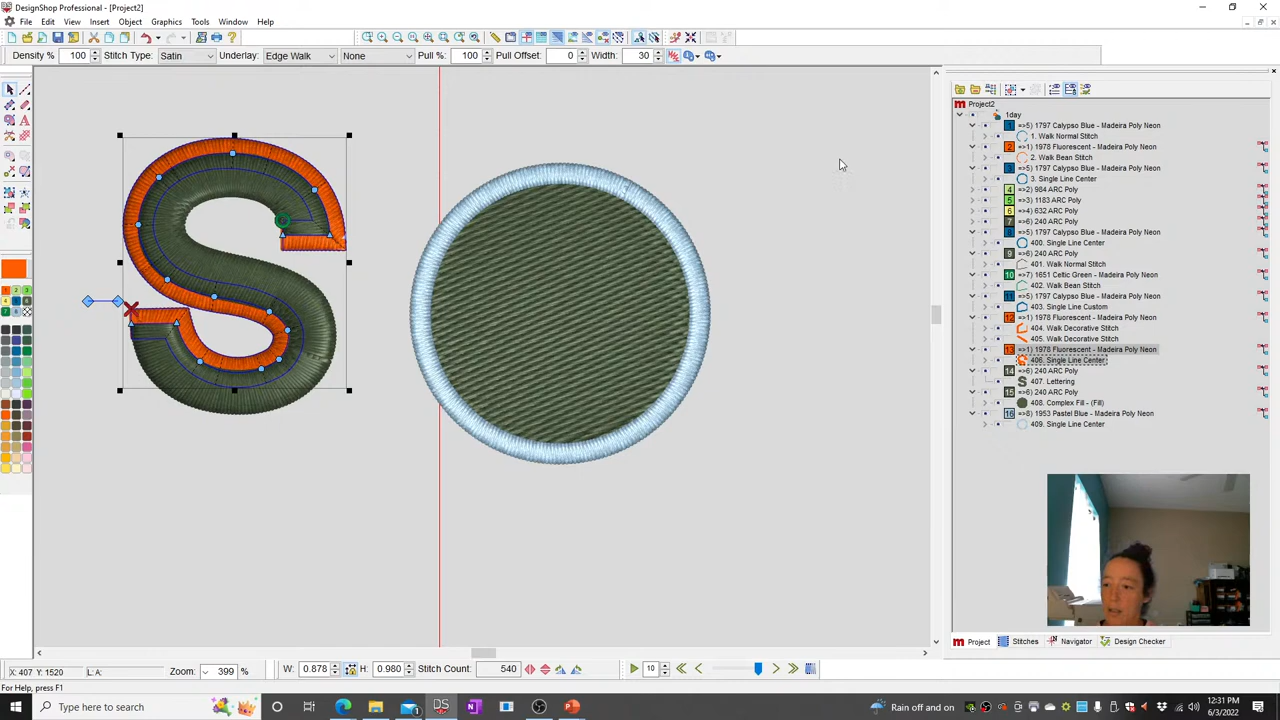 DesignShop Professional - [Project2]
File Edit View Insert Object Graphics Tools Window Help
Density % 100 Stitch Type: Satin Underlay: Edge Walk None Pull % 100 Pull Offset: 0 Width: 30
Project2
1day
=>5) 1797 Calypso Blue - Madeira Poly Neon
1. Walk Normal Stitch
=>1) 1978 Fluorescent - Madeira Poly Neon
2. Walk Bean Stitch
=>5) 1797 Calypso Blue - Madeira Poly Neon
3. Single Line Center
=>2) 984 ARC Poly
=>3) 1183 ARC Poly
=>4) 632 ARC Poly
=>6) 240 ARC Poly
=>5) 1797 Calypso Blue - Madeira Poly Neon
400. Single Line Center
=>6) 240 ARC Poly
401. Walk Normal Stitch
=>7) 1651 Celtic Green - Madeira Poly Neon
402. Walk Bean Stitch
=>5) 1797 Calypso Blue - Madeira Poly Neon
403. Single Line Custom
=>1) 1978 Fluorescent - Madeira Poly Neon
404. Walk Decorative Stitch
405. Walk Decorative Stitch
=>1) 1978 Fluorescent - Madeira Poly Neon
406. Single Line Center
=>6) 240 ARC Poly
407. Lettering
=>6) 240 ARC Poly
408. Complex Fill - (Fill)
=>8) 1953 Pastel Blue - Madeira Poly Neon
409. Single Line Center
Project Stitches Navigator Design Checker
X: 407 Y: 1520 L: A: Zoom: 399 % W: 0.878 H: 0.980 Stitch Count: 540 10
For Help, press F1
Type here to search
Rain off and on
12:31 PM
6/3/2022